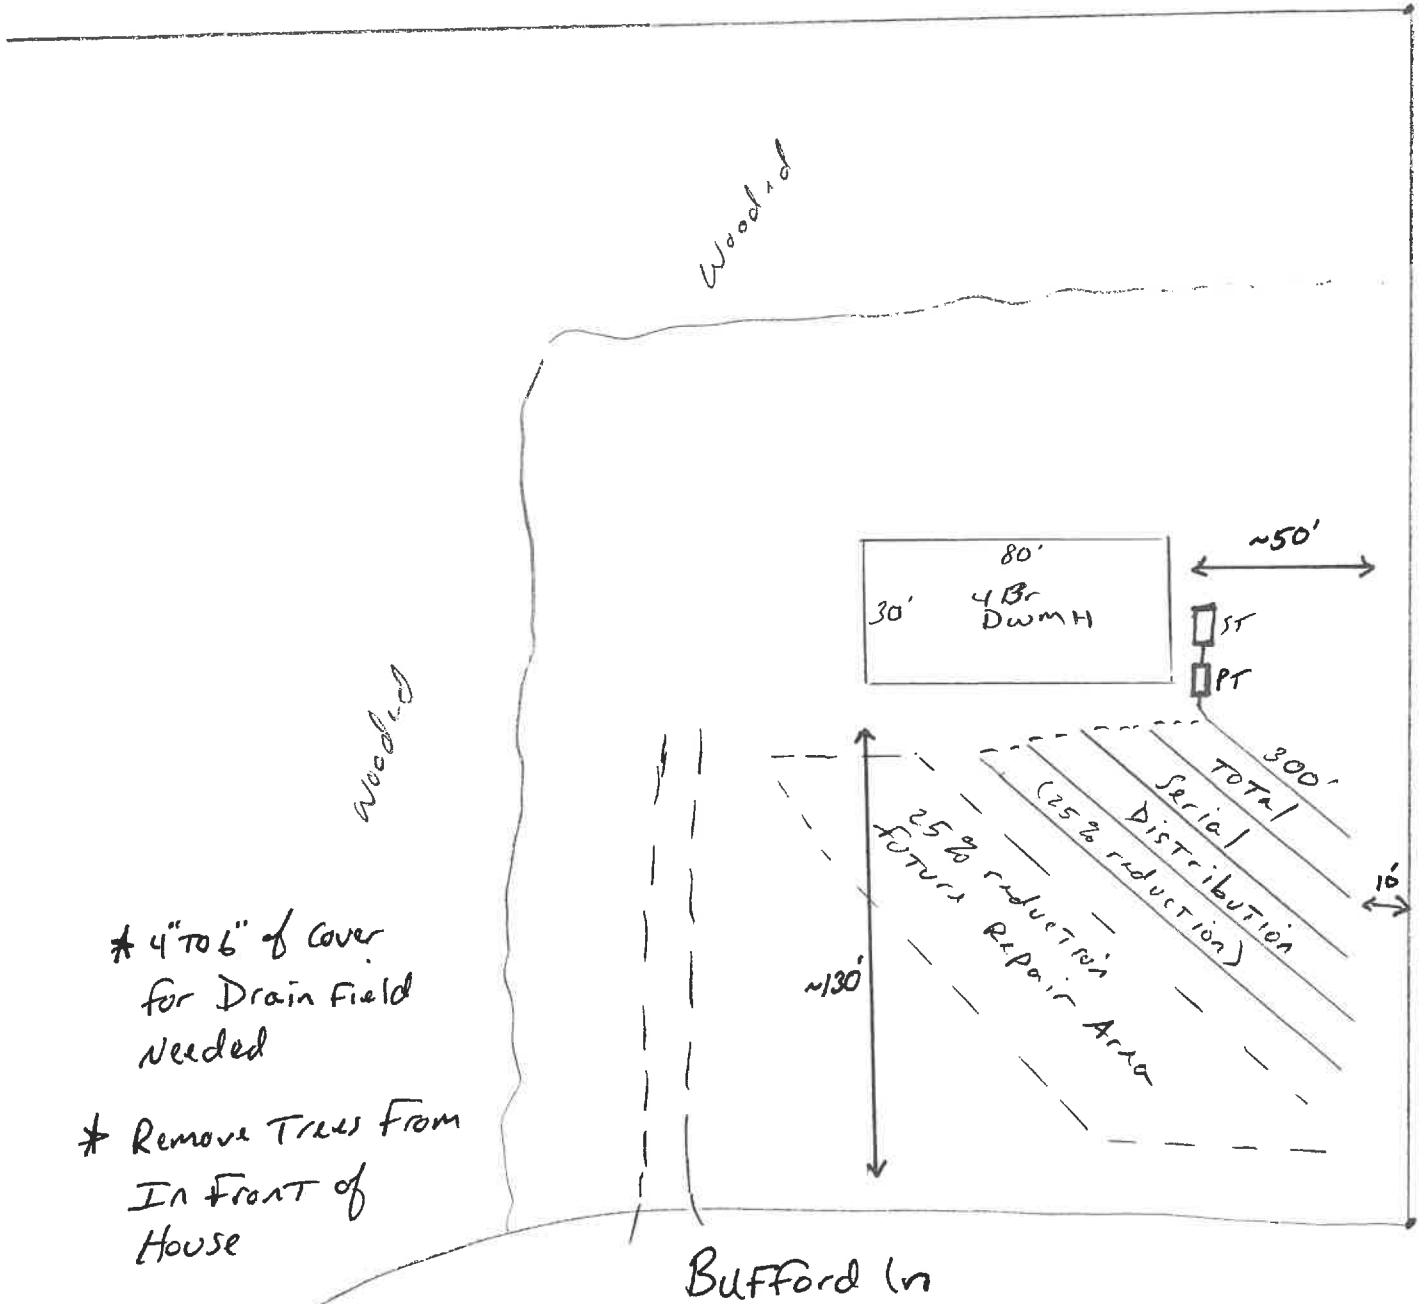 Wooded
80'
~50'
30'
4 Br
DWMH
ST
PT
Wooded
300'
Total
Serial
Distribution
(25% reduction)
25% reduction
Future Repair Area
10'
~130'
* 4" to 6" of cover
for Drain Field
Needed
* Remove Trees From
In Front of
House
Bufford Ln